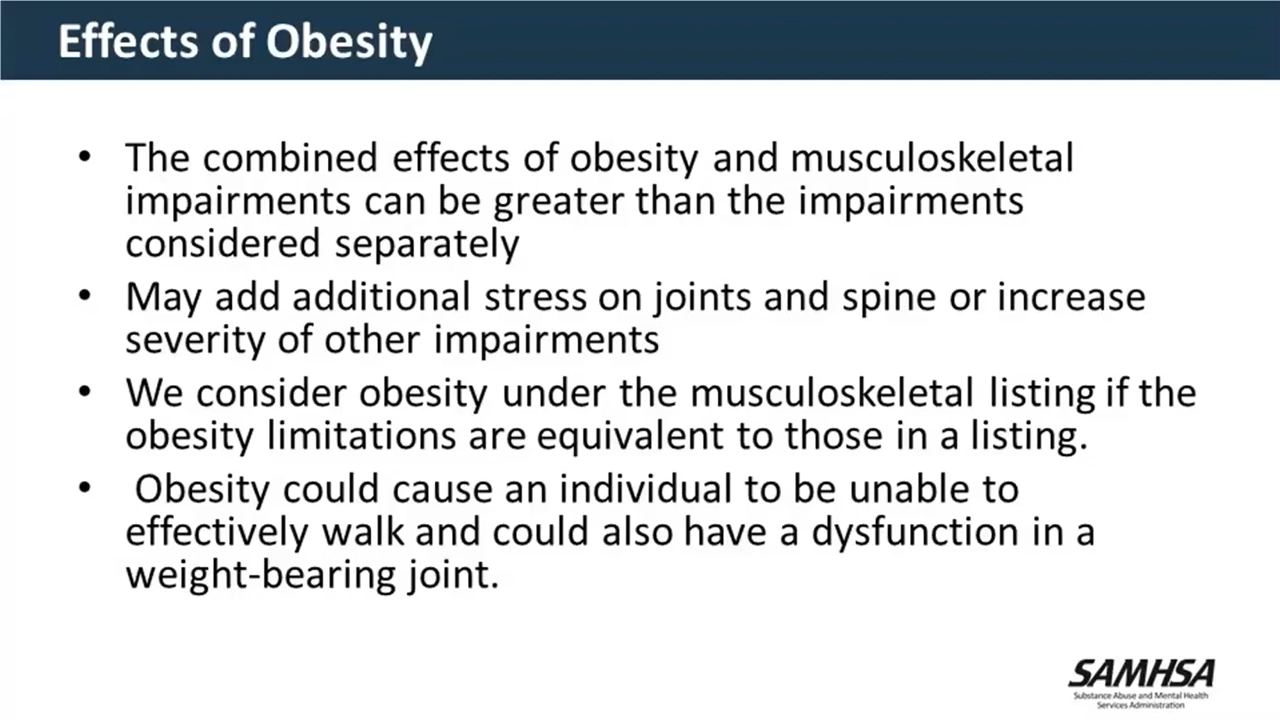 Effects of Obesity
• The combined effects of obesity and musculoskeletal
impairments can be greater than the impairments
considered separately
• May add additional stress on joints and spine or increase
severity of other impairments
• We consider obesity under the musculoskeletal listing if the
obesity limitations are equivalent to those in a listing.
• Obesity could cause an individual to be unable to
effectively walk and could also have a dysfunction in a
weight-bearing joint.
SAMHSA
Substance Abuse and Mental Health
Services Administration